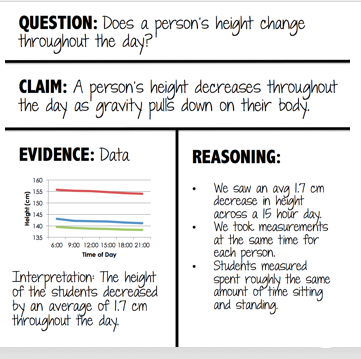 QUESTION: Does a person's height change
throughout the day?
CLAIM: A person's height decreases throughout
the day as gravity pulls down on their body.
EVIDENCE: Data
160
155
150
145
140
135
Height (cm)
6:00 9:00 12:00 15:00 18:00 21:00
Time of Day
Interpretation: The height
of the students decreased
by an average of 1.7 cm
throughout the day.
REASONING:
• We saw an avg 1.7 cm
decrease in height
across a 15 hour day.
• We took measurements
at the same time for
each person.
• Students measured
spent roughly the same
amount of time sitting
and standing.